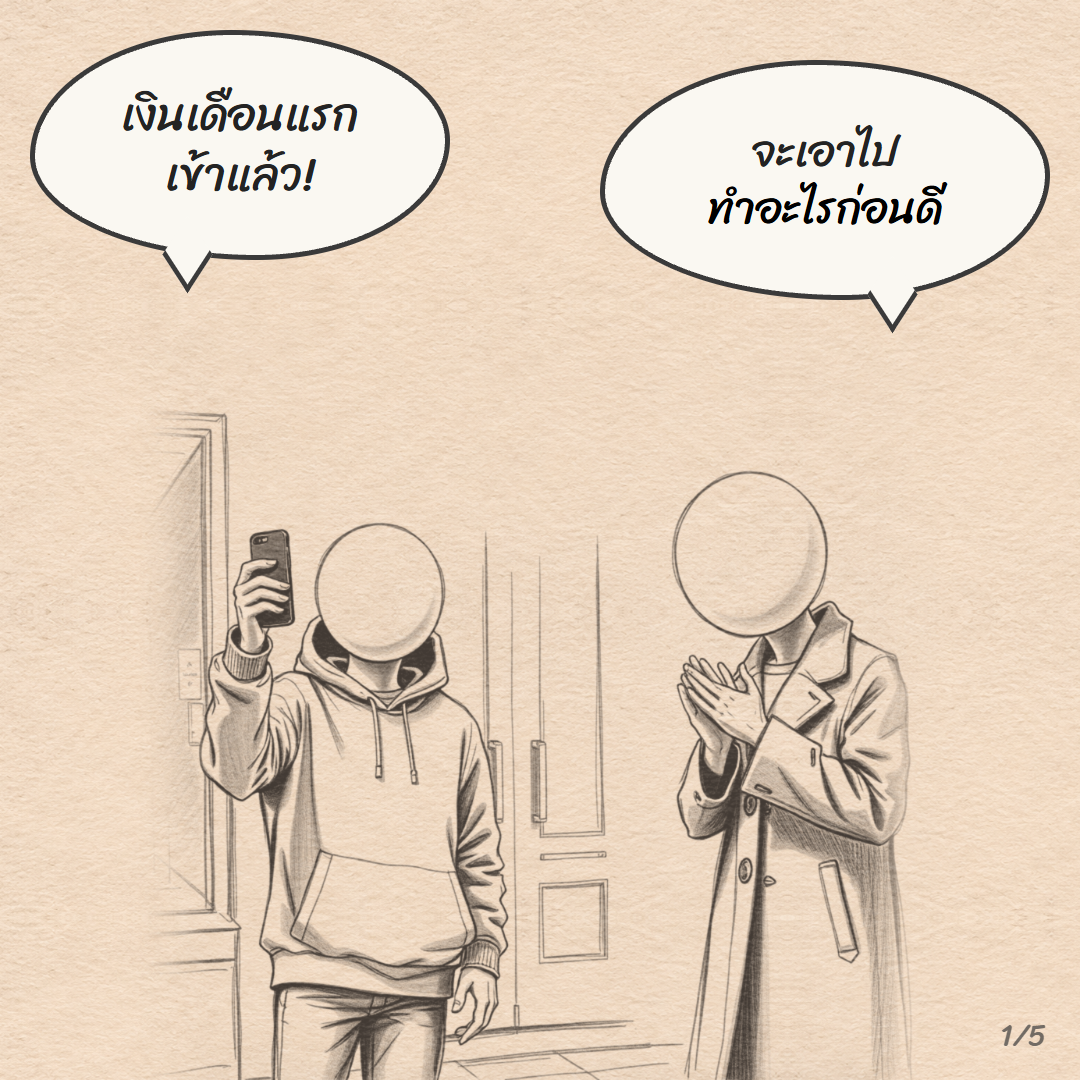 เงินเดือนแรก
เข้าแล้ว!
จะเอาไป
ทำอะไรก่อนดี
1/5